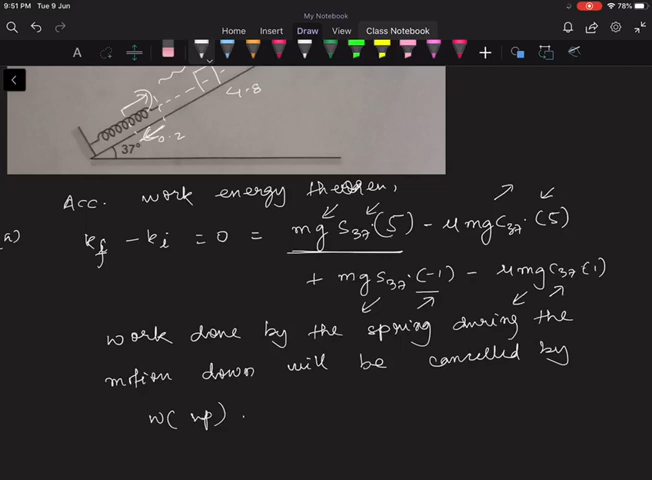 9:51 PM Tue 9 Jun
My Notebook
78%
Home Insert Draw View Class Notebook
4.8
0.2
37°
Acc. work energy theorem,
a) Kf - Ki = 0 = mg S37·(5) - μmgC37·(5)
+ mgS37·(-1) - μmgC37(1)
work done by the spring during the
motion down will be cancelled by
W( up).